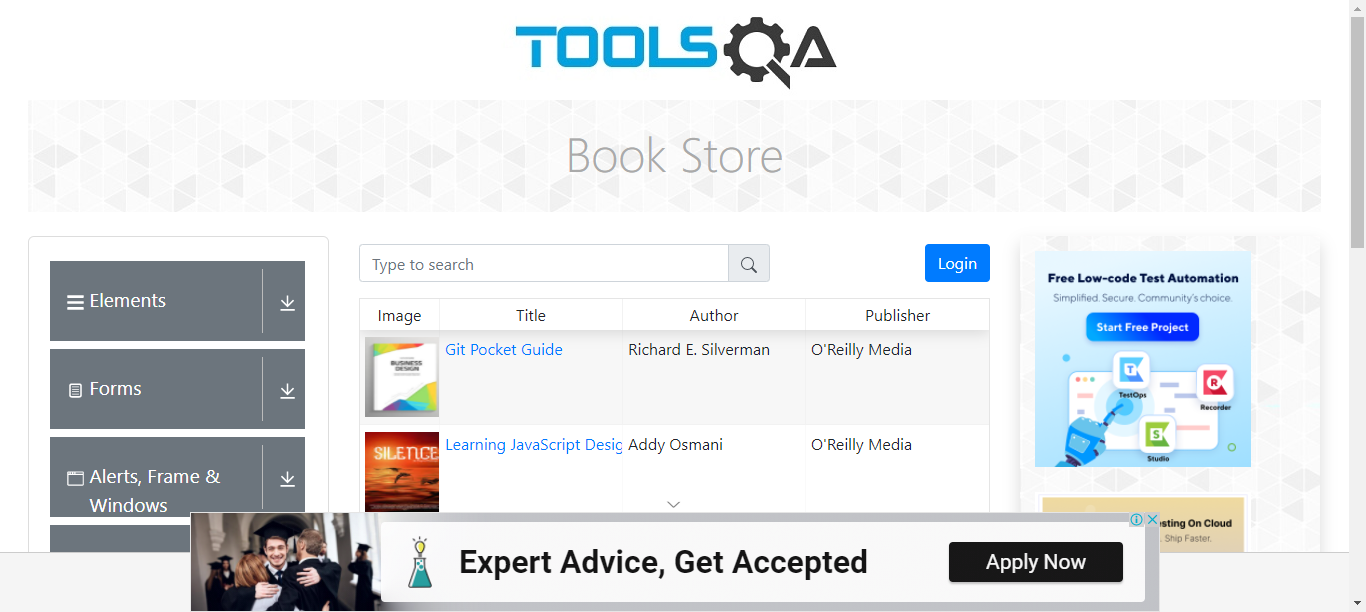 TOOLSQA
Book Store
Elements
Forms
Alerts, Frame &
Windows
Type to search
Login
Image Title Author Publisher
BUSINESS
DESIGN
Git Pocket Guide Richard E. Silverman O'Reilly Media
SILENCE
Learning JavaScript Desig Addy Osmani O'Reilly Media
Free Low-code Test Automation
Simplified. Secure. Community's choice.
Start Free Project
TestOps
Recorder
Studio
sting On Cloud
Ship Faster.
Expert Advice, Get Accepted
Apply Now